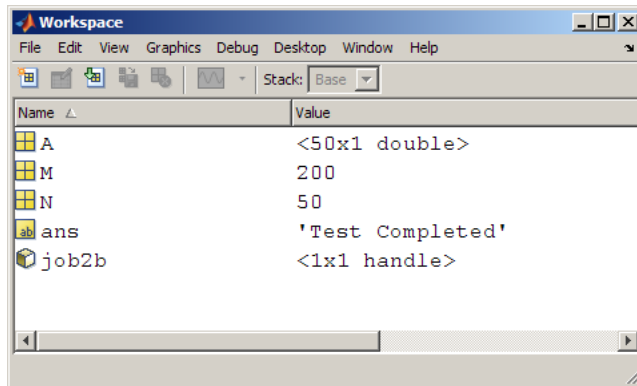 Workspace
File Edit View Graphics Debug Desktop Window Help
Stack: Base
Name Value
A <50x1 double>
M 200
N 50
ab ans 'Test Completed'
job2b <1x1 handle>